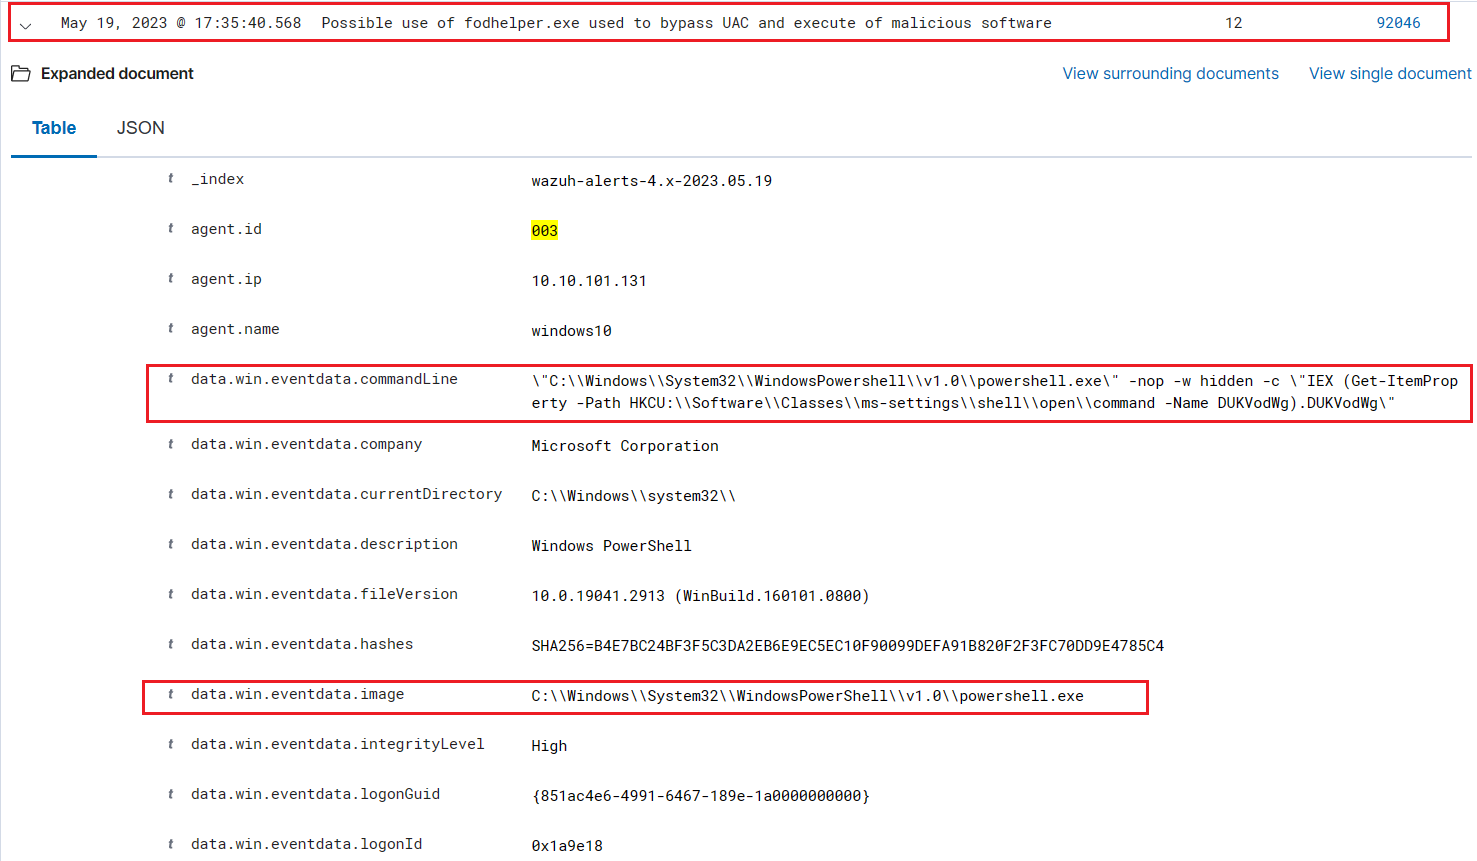 May 19, 2023 @ 17:35:40.568 Possible use of fodhelper.exe used to bypass UAC and execute of malicious software 12 92046
Expanded document View surrounding documents View single document
Table JSON
t _index wazuh-alerts-4.x-2023.05.19
t agent.id 003
t agent.ip 10.10.101.131
t agent.name windows10
t data.win.eventdata.commandLine \"C:\\Windows\\System32\\WindowsPowershell\\v1.0\\powershell.exe\" -nop -w hidden -c \"IEX (Get-ItemProp
erty -Path HKCU:\\Software\\Classes\\ms-settings\\shell\\open\\command -Name DUKVodWg).DUKVodWg\"
t data.win.eventdata.company Microsoft Corporation
t data.win.eventdata.currentDirectory C:\\Windows\\system32\\
t data.win.eventdata.description Windows PowerShell
t data.win.eventdata.fileVersion 10.0.19041.2913 (WinBuild.160101.0800)
t data.win.eventdata.hashes SHA256=B4E7BC24BF3F5C3DA2EB6E9EC5EC10F90099DEFA91B820F2F3FC70DD9E4785C4
t data.win.eventdata.image C:\\Windows\\System32\\WindowsPowerShell\\v1.0\\powershell.exe
t data.win.eventdata.integrityLevel High
t data.win.eventdata.logonGuid {851ac4e6-4991-6467-189e-1a0000000000}
t data.win.eventdata.logonId 0x1a9e18